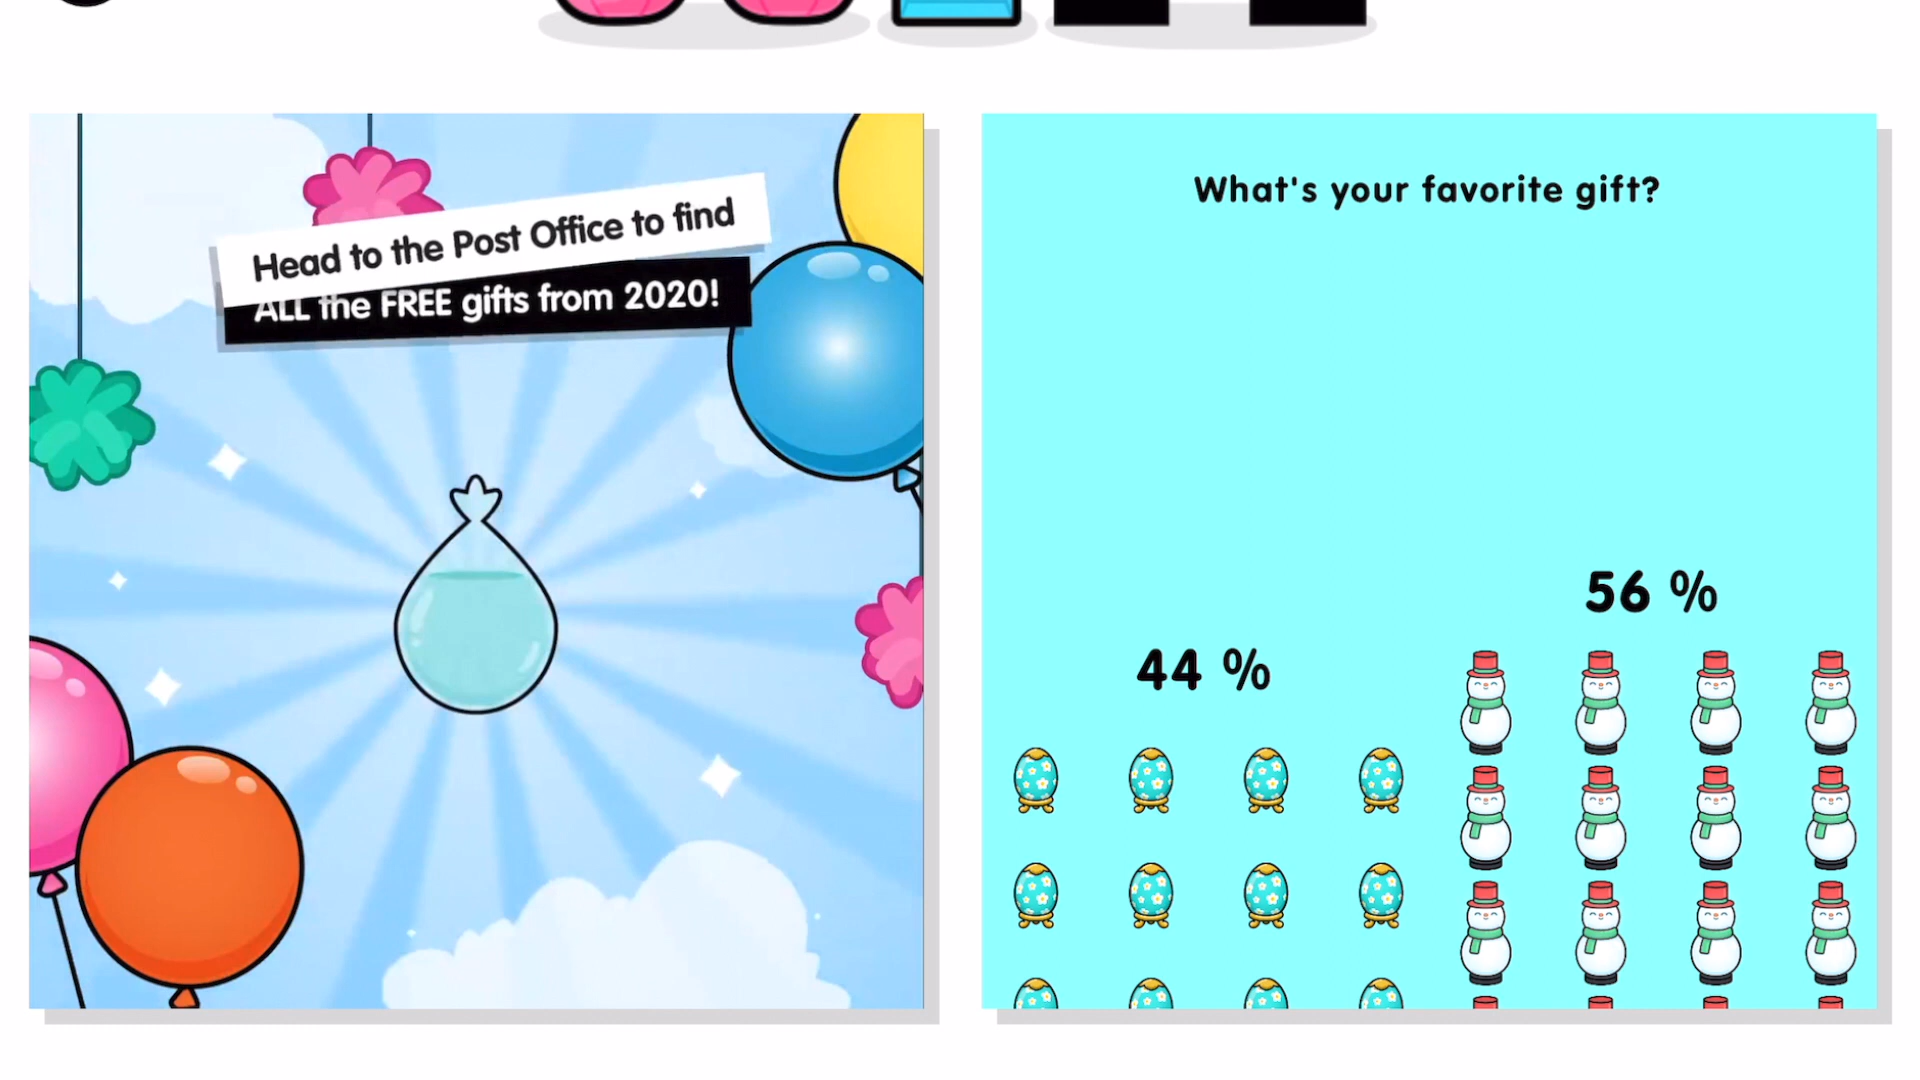 Head to the Post Office to find
ALL the FREE gifts from 2020!
What's your favorite gift?
44 %
56 %